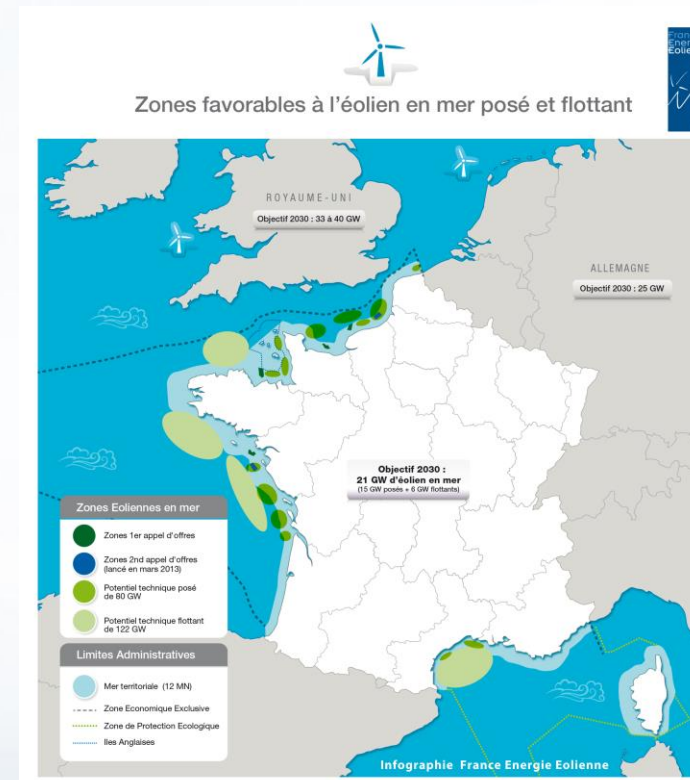 France
Energie
Eolienne
Zones favorables à l'éolien en mer posé et flottant
ROYAUME-UNI
Objectif 2030 : 33 à 40 GW
ALLEMAGNE
Objectif 2030 : 25 GW
Objectif 2030 :
21 GW d'éolien en mer
(15 GW posés + 6 GW flottants)
Zones Eoliennes en mer
Zones 1er appel d'offres
Zones 2nd appel d'offres
(lancé en mars 2013)
Potentiel technique posé
de 80 GW
Potentiel technique flottant
de 122 GW
Limites Administratives
Mer territoriale (12 MN)
Zone Economique Exclusive
Zone de Protection Ecologique
Iles Anglaises
Infographie France Energie Eolienne